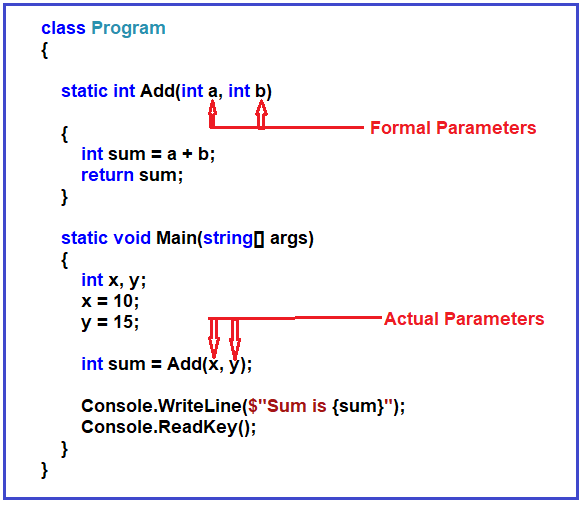 class Program
{
static int Add(int a, int b)
Formal Parameters
{
int sum = a + b;
return sum;
}
static void Main(string[] args)
{
int x, y;
x = 10;
y = 15;
Actual Parameters
int sum = Add(x, y);
Console.WriteLine($"Sum is {sum}");
Console.ReadKey();
}
}